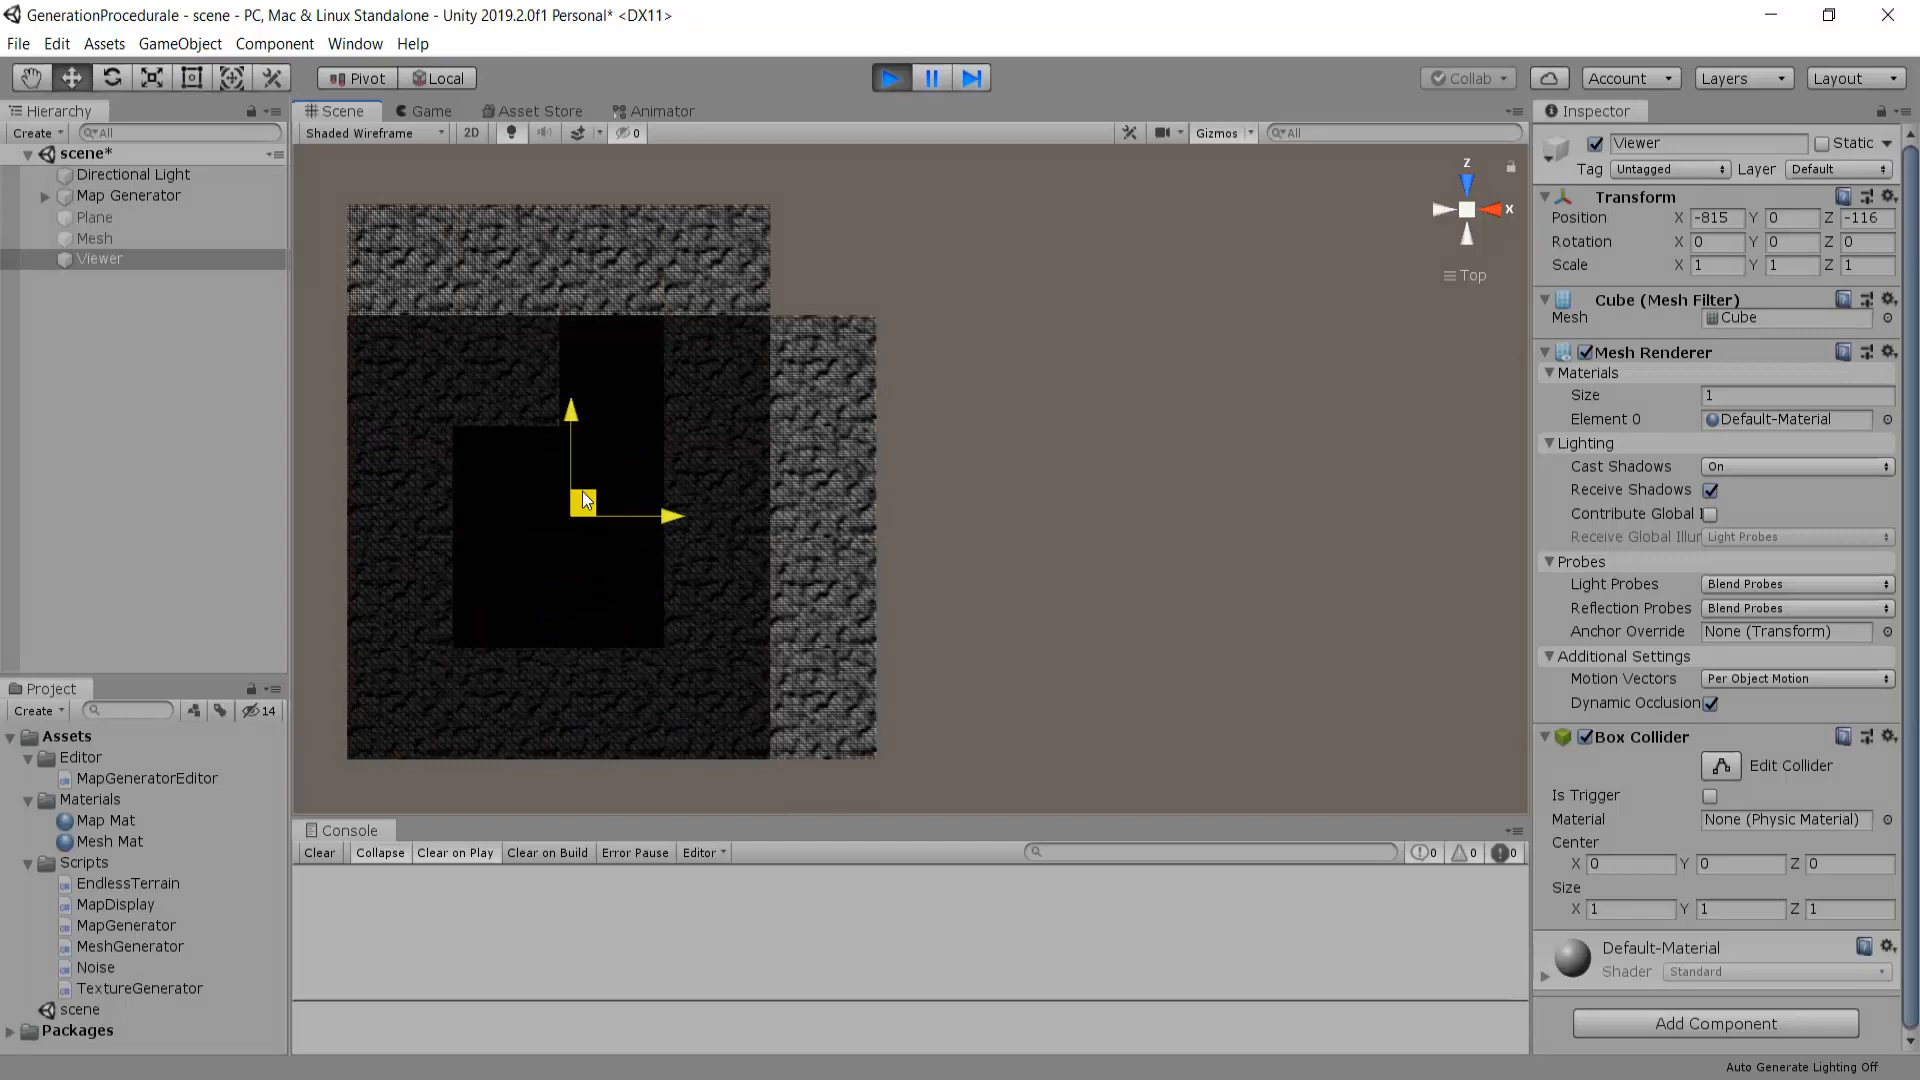 GenerationProcedurale - scene - PC, Mac & Linux Standalone - Unity 2019.2.0f1 Personal* <DX11>
File Edit Assets GameObject Component Window Help
Pivot Local Collab Account Layers Layout
Hierarchy
Create All
scene*
Directional Light
Map Generator
Plane
Mesh
Viewer
Scene Game Asset Store Animator
Shaded Wireframe 2D 0 Gizmos All
z
x
Top
Project
Create 14
Assets
Editor
MapGeneratorEditor
Materials
Map Mat
Mesh Mat
Scripts
EndlessTerrain
MapDisplay
MapGenerator
MeshGenerator
Noise
TextureGenerator
scene
Packages
Console
Clear Collapse Clear on Play Clear on Build Error Pause Editor 0 0 0
Inspector
Viewer Static
Tag Untagged Layer Default
Transform
Position X -815 Y 0 Z -116
Rotation X 0 Y 0 Z 0
Scale X 1 Y 1 Z 1
Cube (Mesh Filter)
Mesh Cube
Mesh Renderer
Materials
Size 1
Element 0 Default-Material
Lighting
Cast Shadows On
Receive Shadows
Contribute Global I
Receive Global Illur Light Probes
Probes
Light Probes Blend Probes
Reflection Probes Blend Probes
Anchor Override None (Transform)
Additional Settings
Motion Vectors Per Object Motion
Dynamic Occlusion
Box Collider
Edit Collider
Is Trigger
Material None (Physic Material)
Center
X 0 Y 0 Z 0
Size
X 1 Y 1 Z 1
Default-Material
Shader Standard
Add Component
Auto Generate Lighting Off